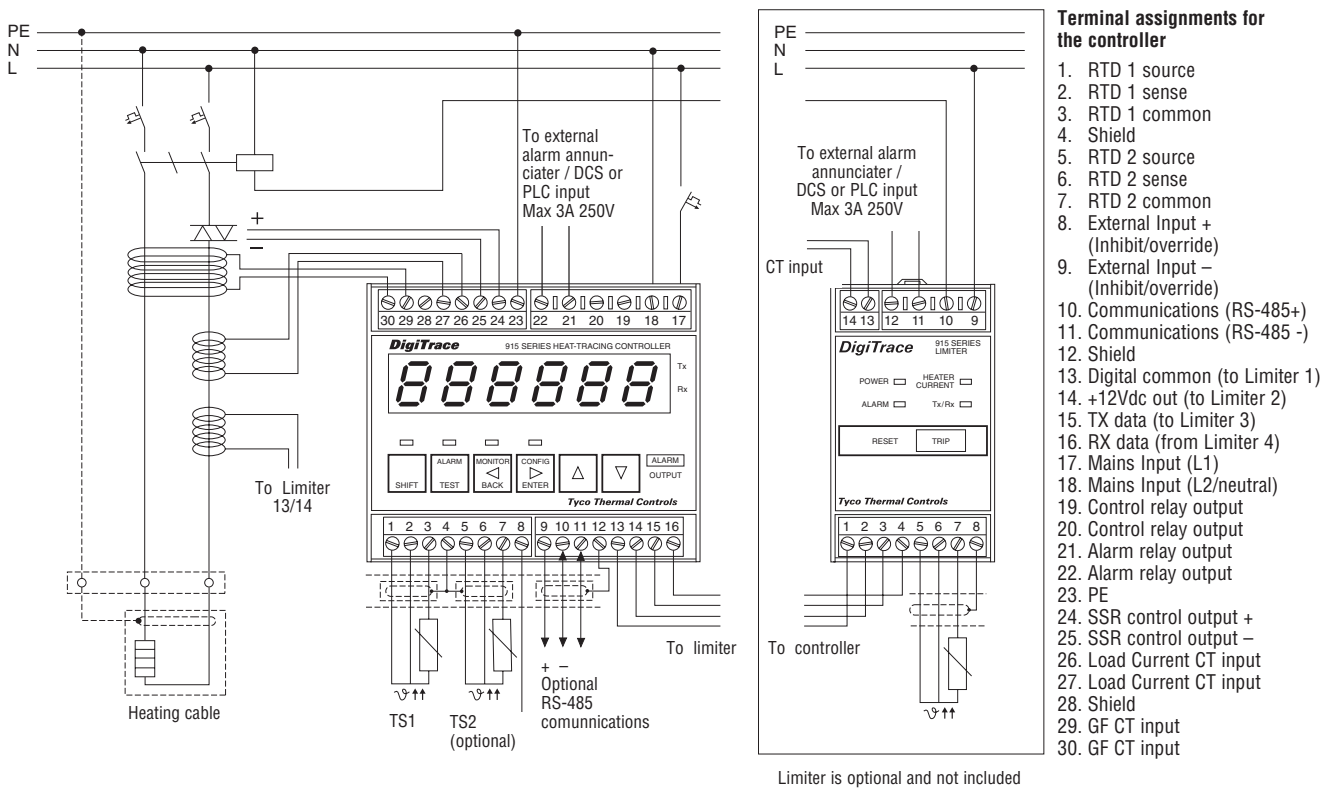 PE
N
L
+
–
To external
alarm annun-
ciater / DCS or
PLC input
Max 3A 250V
30 29 28 27 26 25 24 23 22 21 20 19 18 17
DigiTrace 915 SERIES HEAT-TRACING CONTROLLER
888888
Tx
Rx
SHIFT
ALARM
TEST
MONITOR
BACK
CONFIG
ENTER
ALARM
OUTPUT
Tyco Thermal Controls
1 2 3 4 5 6 7 8 9 10 11 12 13 14 15 16
To Limiter
13/14
Heating cable
ϑ
TS1
ϑ
TS2
(optional)
+ –
Optional
RS-485
comunnications
To limiter
PE
N
L
To external alarm
annunciater /
DCS or PLC input
Max 3A 250V
CT input
14 13 12 11 10 9
DigiTrace 915 SERIES
LIMITER
POWER
HEATER
CURRENT
ALARM
Tx/Rx
RESET
TRIP
Tyco Thermal Controls
1 2 3 4 5 6 7 8
To controller
ϑ
Limiter is optional and not included
Terminal assignments for
the controller
1. RTD 1 source
2. RTD 1 sense
3. RTD 1 common
4. Shield
5. RTD 2 source
6. RTD 2 sense
7. RTD 2 common
8. External Input +
(Inhibit/override)
9. External Input –
(Inhibit/override)
10. Communications (RS-485+)
11. Communications (RS-485 -)
12. Shield
13. Digital common (to Limiter 1)
14. +12Vdc out (to Limiter 2)
15. TX data (to Limiter 3)
16. RX data (from Limiter 4)
17. Mains Input (L1)
18. Mains Input (L2/neutral)
19. Control relay output
20. Control relay output
21. Alarm relay output
22. Alarm relay output
23. PE
24. SSR control output +
25. SSR control output –
26. Load Current CT input
27. Load Current CT input
28. Shield
29. GF CT input
30. GF CT input